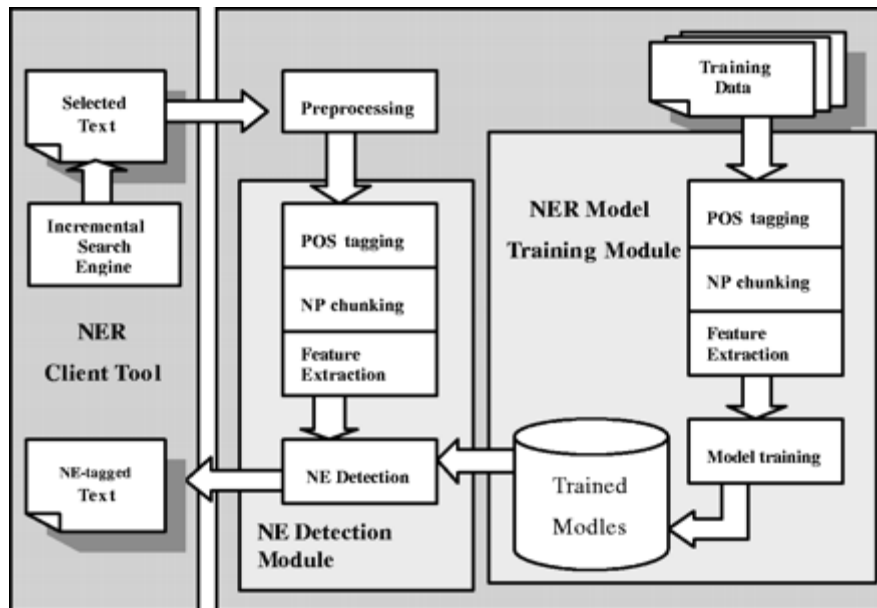 Selected
Text
Incremental
Search
Engine
NER
Client Tool
NE-tagged
Text
Preprocessing
POS tagging
NP chunking
Feature
Extraction
NE Detection
NE Detection
Module
Training
Data
NER Model
Training Module
POS tagging
NP chunking
Feature
Extraction
Model training
Trained
Modles